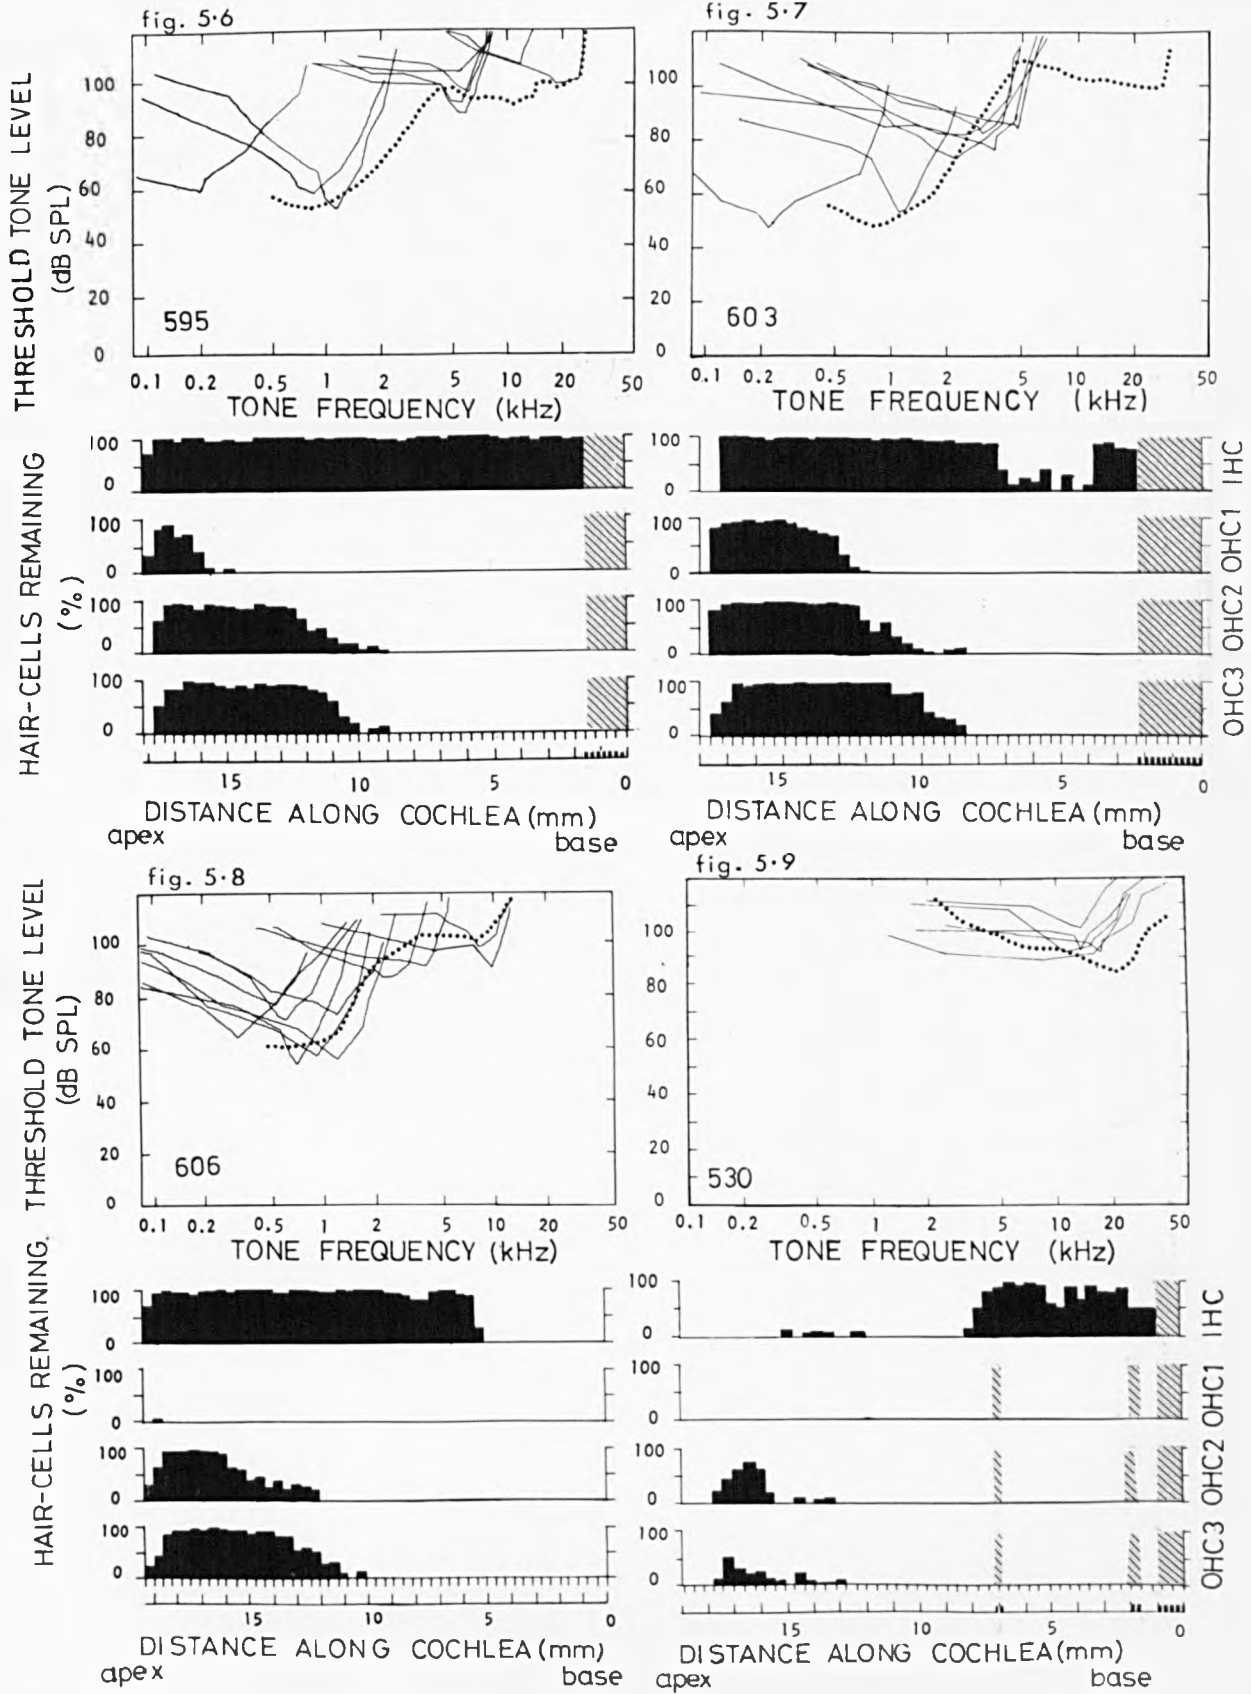 fig. 5·6
fig. 5·7
THRESHOLD TONE LEVEL
(dB SPL)
100
80
60
40
20
0
595
0.1 0.2 0.5 1 2 5 10 20 50
TONE FREQUENCY (kHz)
100
80
60
40
20
0
603
0.1 0.2 0.5 1 2 5 10 20 50
TONE FREQUENCY (kHz)
HAIR-CELLS REMAINING
(%)
100
0
100
0
100
0
100
0
15 10 5 0
DISTANCE ALONG COCHLEA (mm)
apex base
100
0
100
0
100
0
100
0
IHC
OHC1
OHC2
OHC3
15 10 5 0
DISTANCE ALONG COCHLEA (mm)
apex base
fig. 5·8
fig. 5·9
THRESHOLD TONE LEVEL
(dB SPL)
100
80
60
40
20
0
606
0.1 0.2 0.5 1 2 5 10 20 50
TONE FREQUENCY (kHz)
100
80
60
40
20
0
530
0.1 0.2 0.5 1 2 5 10 20 50
TONE FREQUENCY (kHz)
HAIR-CELLS REMAINING.
(%)
100
0
100
0
100
0
100
0
15 10 5 0
DISTANCE ALONG COCHLEA (mm)
apex base
100
0
100
0
100
0
100
0
IHC
OHC1
OHC2
OHC3
15 10 5 0
DISTANCE ALONG COCHLEA (mm)
apex base